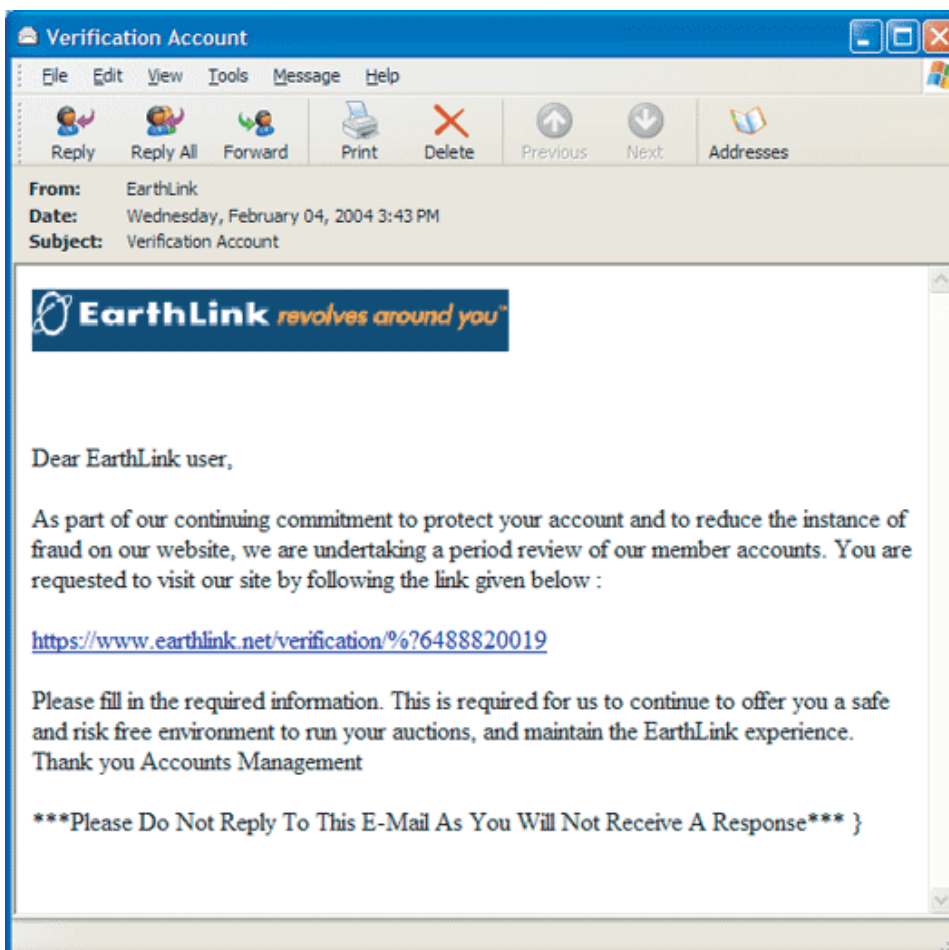 Verification Account
File Edit View Tools Message Help
Reply Reply All Forward Print Delete Previous Next Addresses
From: EarthLink
Date: Wednesday, February 04, 2004 3:43 PM
Subject: Verification Account
EarthLink revolves around you™
Dear EarthLink user,
As part of our continuing commitment to protect your account and to reduce the instance of
fraud on our website, we are undertaking a period review of our member accounts. You are
requested to visit our site by following the link given below :
https://www.earthlink.net/verification/%?6488820019
Please fill in the required information. This is required for us to continue to offer you a safe
and risk free environment to run your auctions, and maintain the EarthLink experience.
Thank you Accounts Management
***Please Do Not Reply To This E-Mail As You Will Not Receive A Response*** }